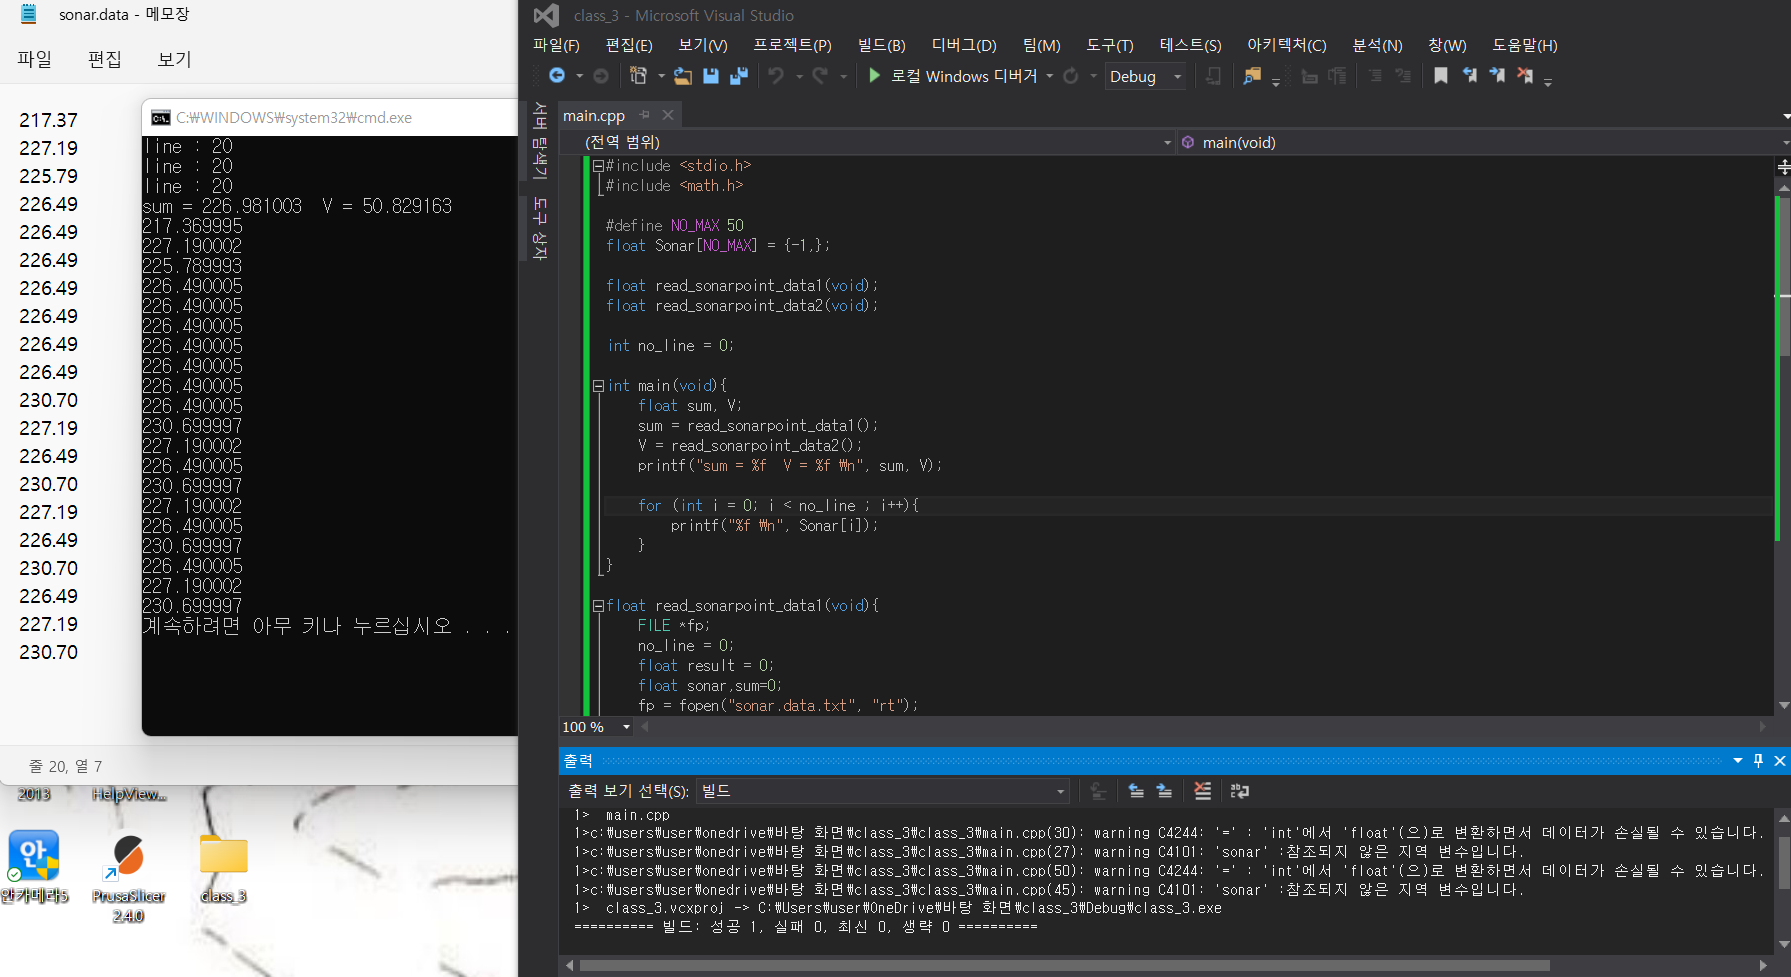 sonar.data - 메모장
파일 편집 보기
217.37
227.19
225.79
226.49
226.49
226.49
226.49
226.49
226.49
226.49
230.70
227.19
226.49
230.70
227.19
226.49
230.70
226.49
227.19
230.70
줄 20, 열 7
C:\WINDOWS\system32\cmd.exe
line : 20
line : 20
line : 20
sum = 226.981003  V = 50.829163
217.369995
227.190002
225.789993
226.490005
226.490005
226.490005
226.490005
226.490005
226.490005
226.490005
230.699997
227.190002
226.490005
230.699997
227.190002
226.490005
230.699997
226.490005
227.190002
230.699997
계속하려면 아무 키나 누르십시오 . . .
2013
HelpView...
안카메라5
PrusaSlicer
2.4.0
class_3
class_3 - Microsoft Visual Studio
파일(F) 편집(E) 보기(V) 프로젝트(P) 빌드(B) 디버그(D) 팀(M) 도구(T) 테스트(S) 아키텍처(C) 분석(N) 창(W) 도움말(H)
로컬 Windows 디버거 Debug
서버 탐색기
도구 상자
main.cpp
(전역 범위)
main(void)
#include <stdio.h>
#include <math.h>
#define NO_MAX 50
float Sonar[NO_MAX] = {-1,};
float read_sonarpoint_data1(void);
float read_sonarpoint_data2(void);
int no_line = 0;
int main(void){
float sum, V;
sum = read_sonarpoint_data1();
V = read_sonarpoint_data2();
printf("sum = %f  V = %f \n", sum, V);
for (int i = 0; i < no_line ; i++){
printf("%f \n", Sonar[i]);
}
}
float read_sonarpoint_data1(void){
FILE *fp;
no_line = 0;
float result = 0;
float sonar,sum=0;
fp = fopen("sonar.data.txt", "rt");
100 %
출력
출력 보기 선택(S): 빌드
1>  main.cpp
1>c:\users\user\onedrive\바탕 화면\class_3\class_3\main.cpp(30): warning C4244: '=' : 'int'에서 'float'(으)로 변환하면서 데이터가 손실될 수 있습니다.
1>c:\users\user\onedrive\바탕 화면\class_3\class_3\main.cpp(27): warning C4101: 'sonar' :참조되지 않은 지역 변수입니다.
1>c:\users\user\onedrive\바탕 화면\class_3\class_3\main.cpp(50): warning C4244: '=' : 'int'에서 'float'(으)로 변환하면서 데이터가 손실될 수 있습니다.
1>c:\users\user\onedrive\바탕 화면\class_3\class_3\main.cpp(45): warning C4101: 'sonar' :참조되지 않은 지역 변수입니다.
1>  class_3.vcxproj -> C:\Users\user\OneDrive\바탕 화면\class_3\Debug\class_3.exe
========== 빌드: 성공 1, 실패 0, 최신 0, 생략 0 ==========